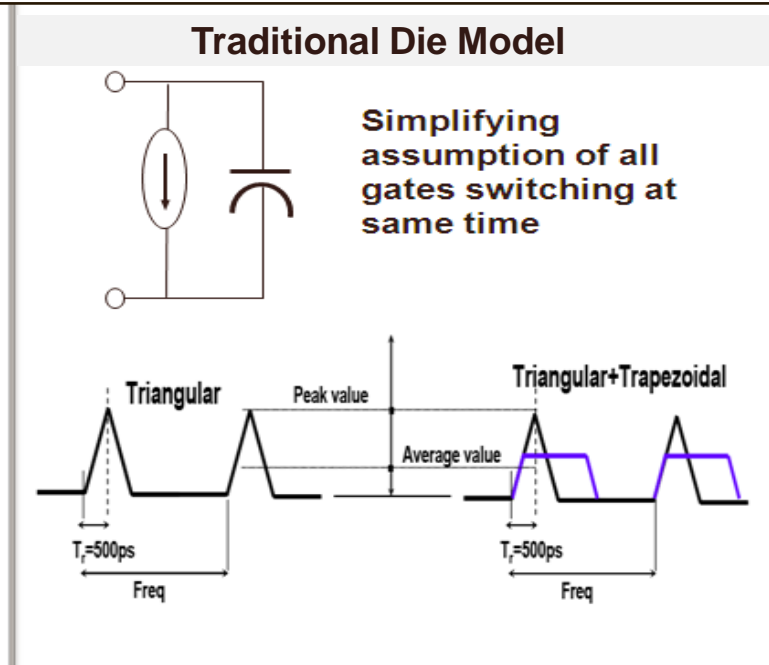 Traditional Die Model
Simplifying
assumption of all
gates switching at
same time
Triangular
Peak value
Triangular+Trapezoidal
Average value
Tr=500ps
Tr=500ps
Freq
Freq